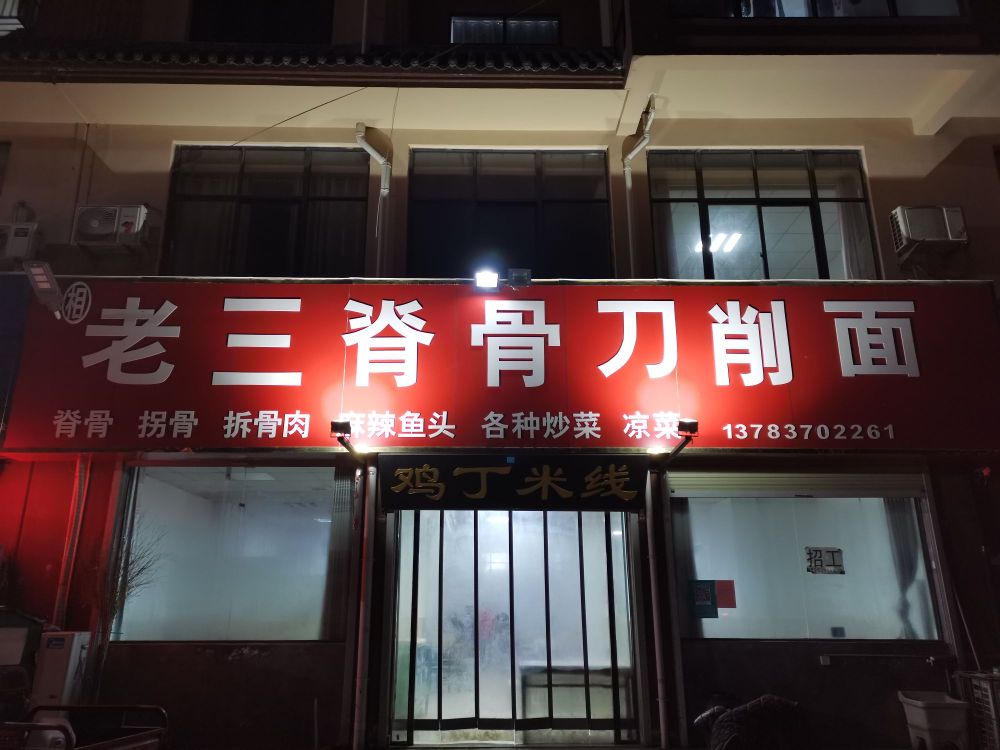 相
老三脊骨刀削面
脊骨 拐骨 拆骨肉 麻辣鱼头 各种炒菜 凉菜 13783702261
鸡丁米线
招工